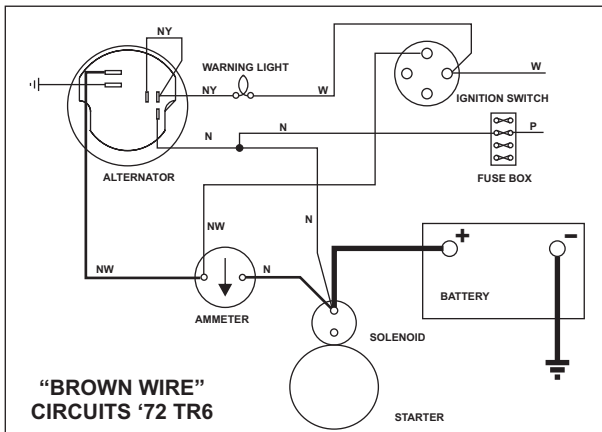 NY
WARNING LIGHT
NY
W
W
IGNITION SWITCH
N
N
P
ALTERNATOR
FUSE BOX
N
NW
+
-
NW
N
BATTERY
AMMETER
SOLENOID
“BROWN WIRE”
CIRCUITS ‘72 TR6
STARTER